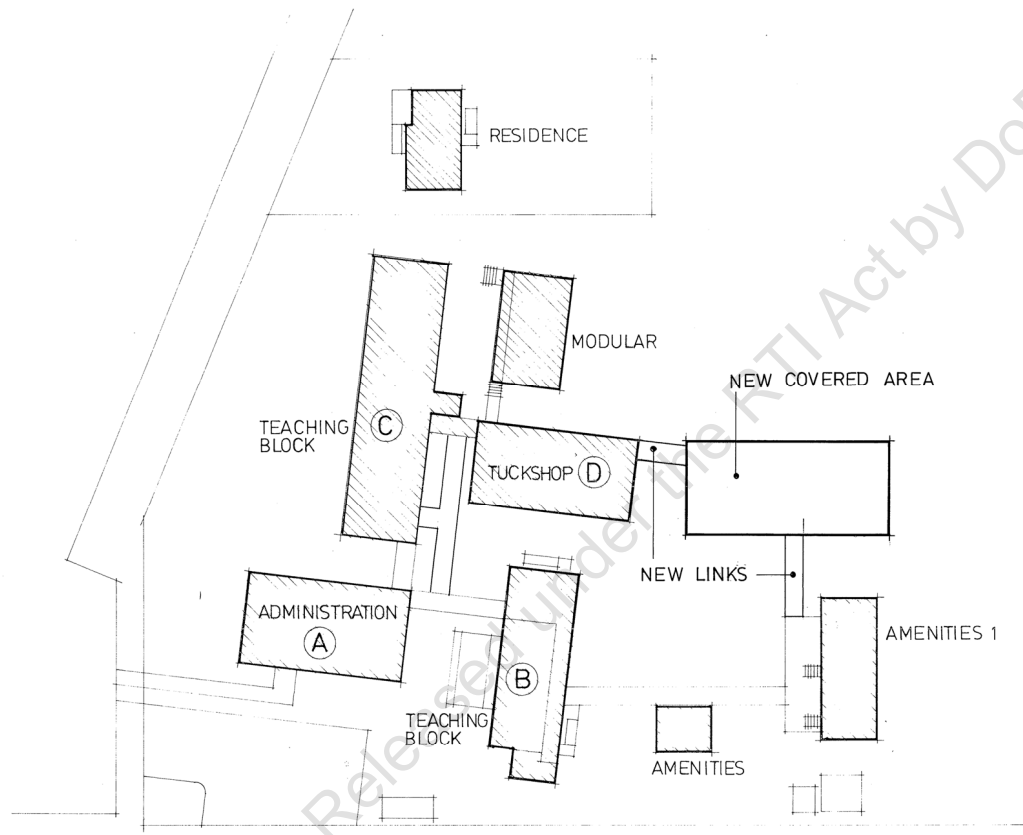 RESIDENCE
MODULAR
NEW COVERED AREA
TEACHING
BLOCK
C
TUCKSHOP D
NEW LINKS
ADMINISTRATION
A
AMENITIES 1
B
TEACHING
BLOCK
AMENITIES
Released under the RTI Act by DoE